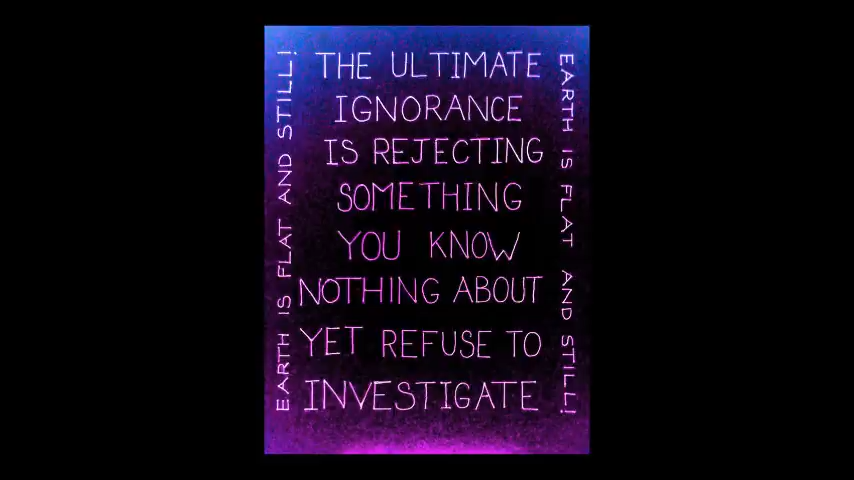 THE ULTIMATE
IGNORANCE
IS REJECTING
SOMETHING
YOU KNOW
NOTHING ABOUT
YET REFUSE TO
INVESTIGATE
EARTH IS FLAT AND STILL!
EARTH IS FLAT AND STILL!